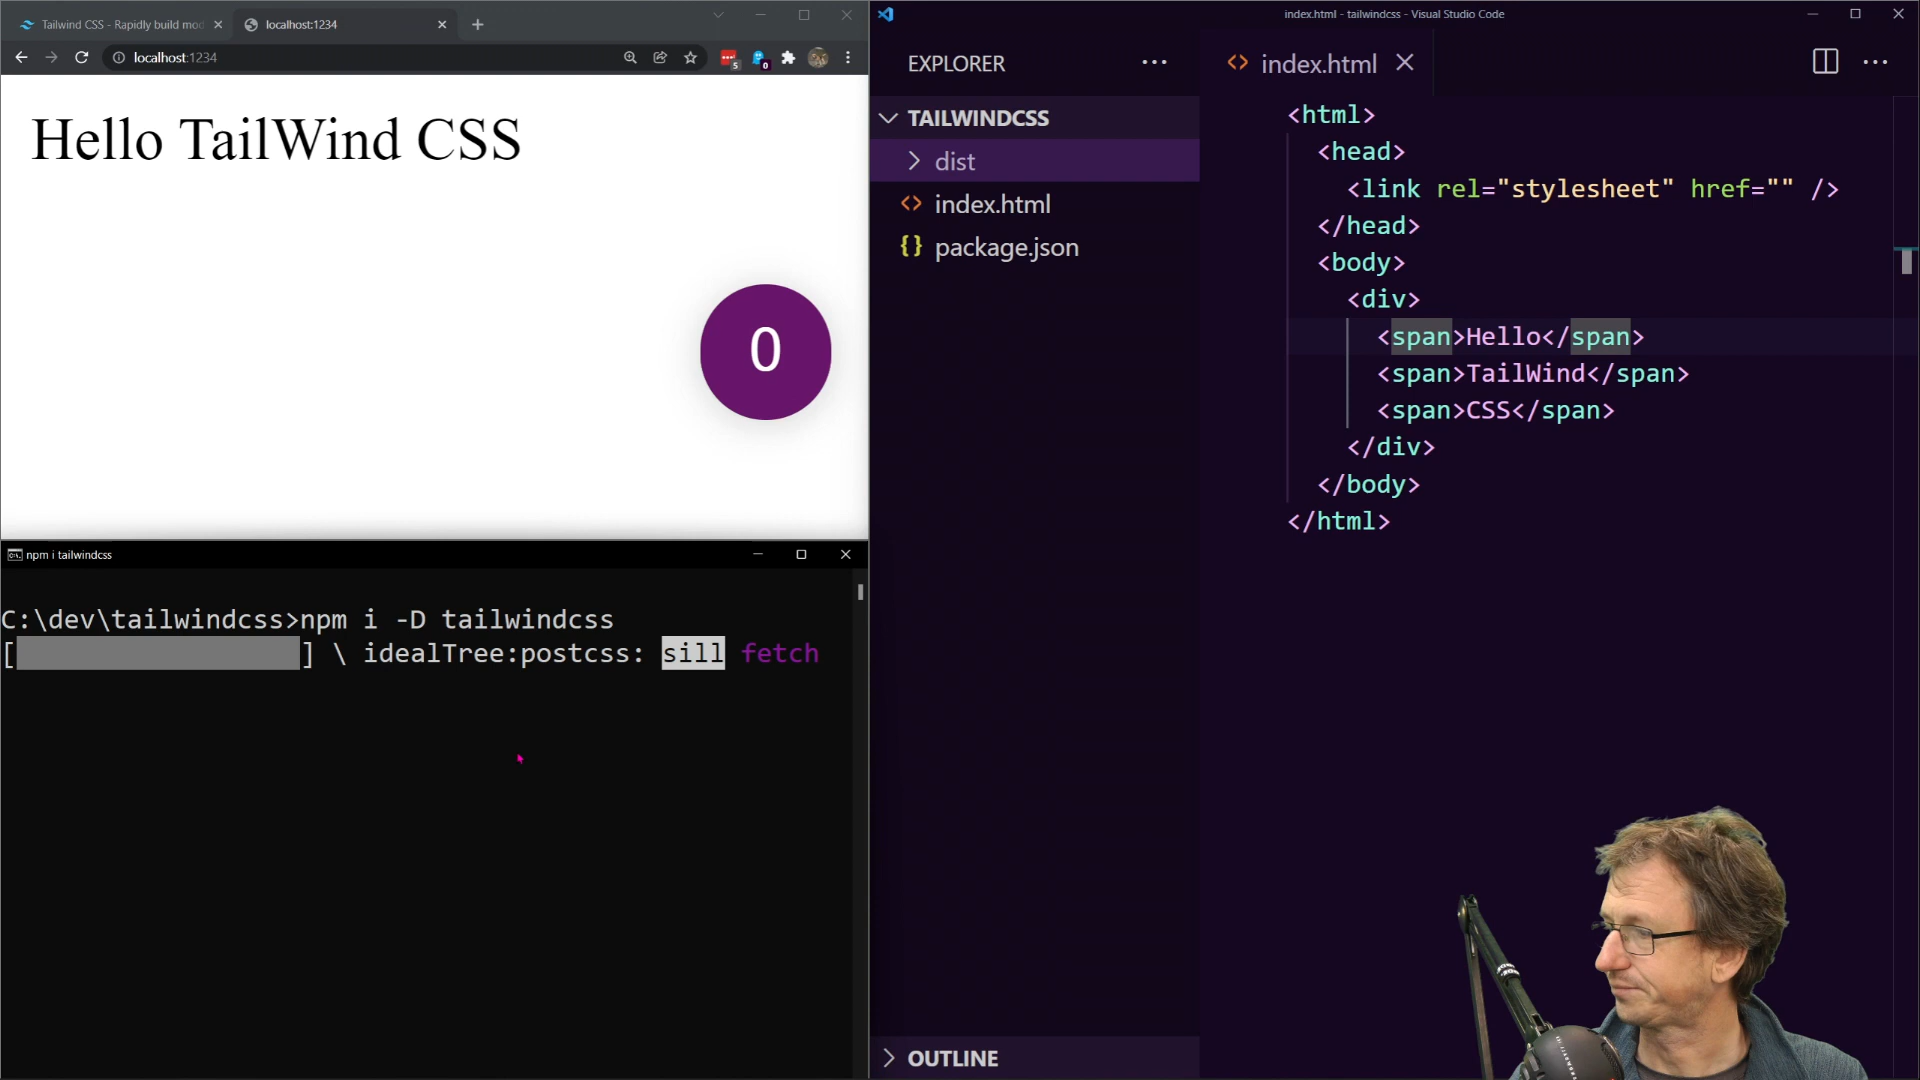 Tailwind CSS - Rapidly build mod
localhost:1234
localhost:1234
5
0
Hello TailWind CSS
0
npm i tailwindcss
C:\dev\tailwindcss>npm i -D tailwindcss
[ ] \ idealTree:postcss: sill fetch
index.html - tailwindcss - Visual Studio Code
EXPLORER
TAILWINDCSS
dist
index.html
package.json
OUTLINE
index.html
<html>
<head>
<link rel="stylesheet" href="" />
</head>
<body>
<div>
<span>Hello</span>
<span>TailWind</span>
<span>CSS</span>
</div>
</body>
</html>